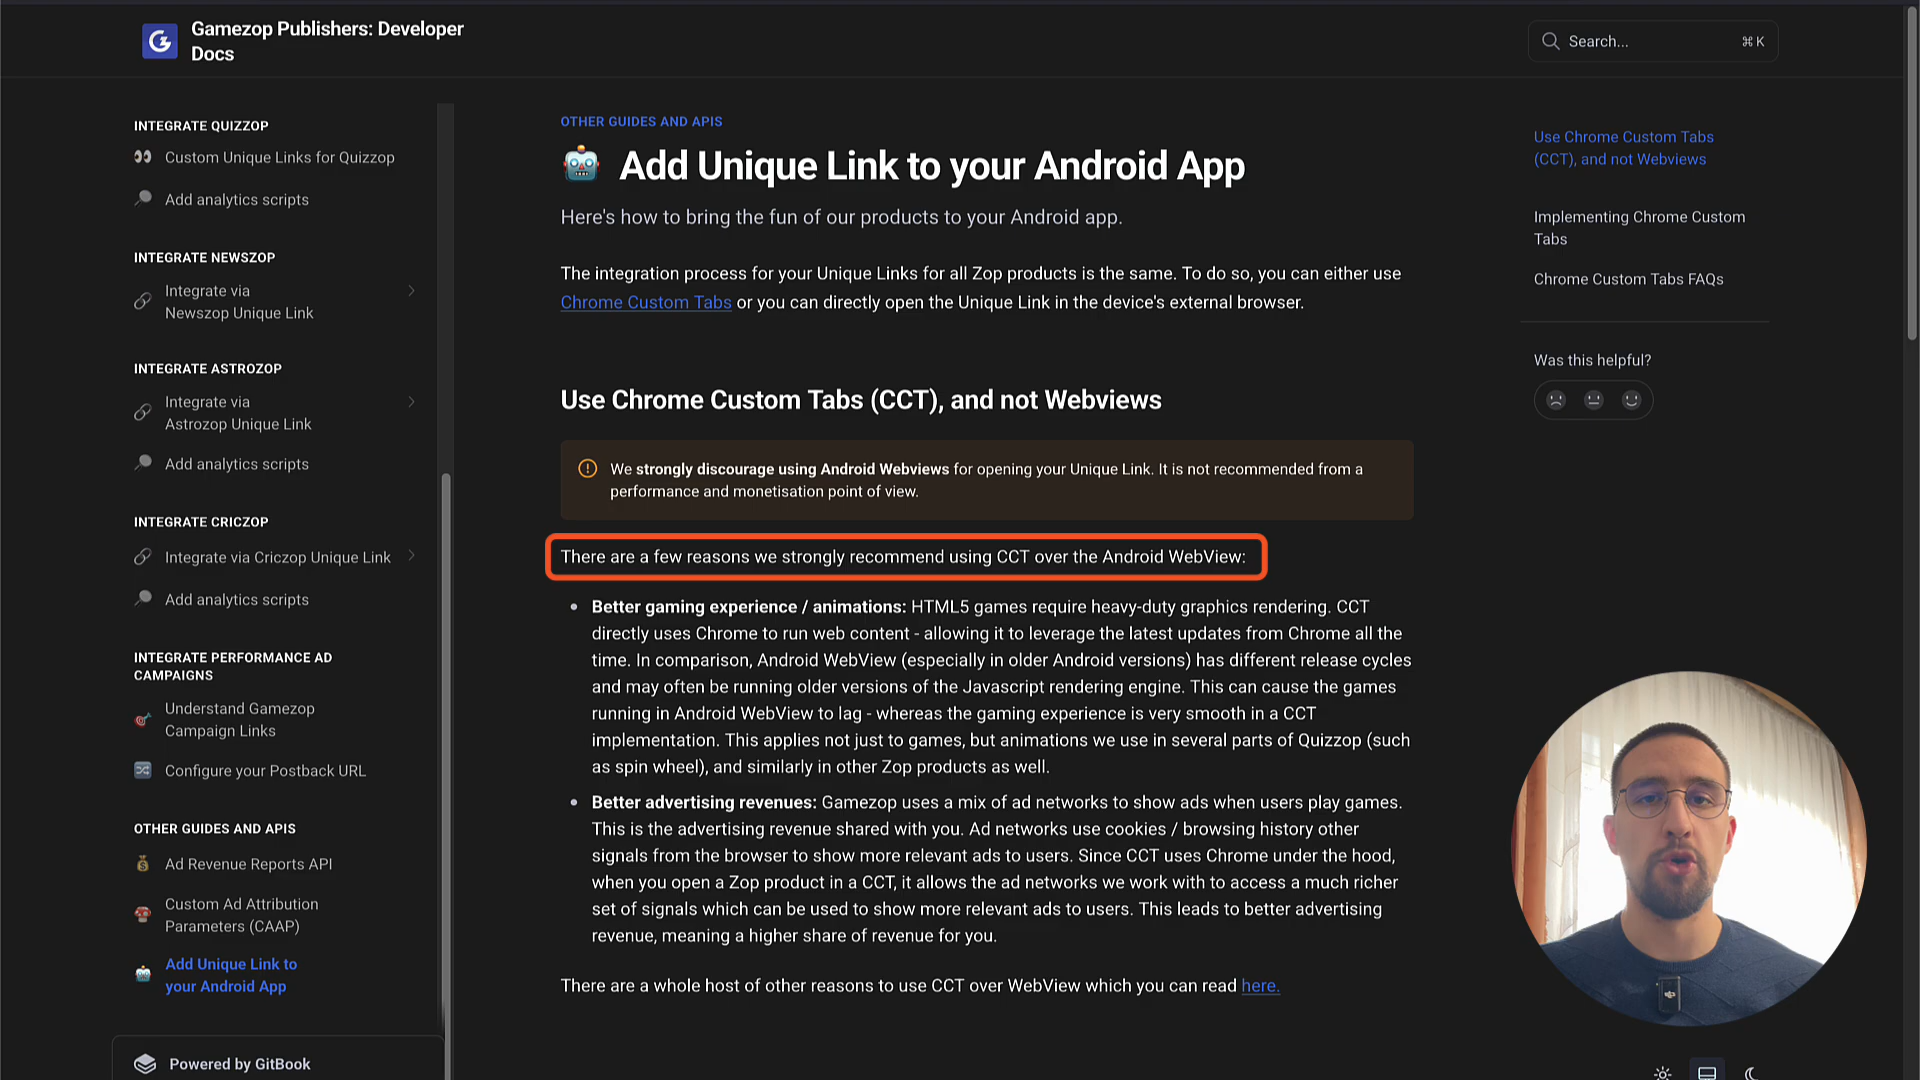 Gamezop Publishers: Developer
Docs
Search...
⌘ K
INTEGRATE QUIZZOP
Custom Unique Links for Quizzop
Add analytics scripts
INTEGRATE NEWSZOP
Integrate via
Newszop Unique Link
INTEGRATE ASTROZOP
Integrate via
Astrozop Unique Link
Add analytics scripts
INTEGRATE CRICZOP
Integrate via Criczop Unique Link
Add analytics scripts
INTEGRATE PERFORMANCE AD
CAMPAIGNS
Understand Gamezop
Campaign Links
Configure your Postback URL
OTHER GUIDES AND APIS
Ad Revenue Reports API
Custom Ad Attribution
Parameters (CAAP)
Add Unique Link to
your Android App
Powered by GitBook
OTHER GUIDES AND APIS
Add Unique Link to your Android App
Here's how to bring the fun of our products to your Android app.
The integration process for your Unique Links for all Zop products is the same. To do so, you can either use
Chrome Custom Tabs or you can directly open the Unique Link in the device's external browser.
Use Chrome Custom Tabs (CCT), and not Webviews
We strongly discourage using Android Webviews for opening your Unique Link. It is not recommended from a
performance and monetisation point of view.
There are a few reasons we strongly recommend using CCT over the Android WebView:
• Better gaming experience / animations: HTML5 games require heavy-duty graphics rendering. CCT
directly uses Chrome to run web content - allowing it to leverage the latest updates from Chrome all the
time. In comparison, Android WebView (especially in older Android versions) has different release cycles
and may often be running older versions of the Javascript rendering engine. This can cause the games
running in Android WebView to lag - whereas the gaming experience is very smooth in a CCT
implementation. This applies not just to games, but animations we use in several parts of Quizzop (such
as spin wheel), and similarly in other Zop products as well.
• Better advertising revenues: Gamezop uses a mix of ad networks to show ads when users play games.
This is the advertising revenue shared with you. Ad networks use cookies / browsing history other
signals from the browser to show more relevant ads to users. Since CCT uses Chrome under the hood,
when you open a Zop product in a CCT, it allows the ad networks we work with to access a much richer
set of signals which can be used to show more relevant ads to users. This leads to better advertising
revenue, meaning a higher share of revenue for you.
There are a whole host of other reasons to use CCT over WebView which you can read here.
Use Chrome Custom Tabs
(CCT), and not Webviews
Implementing Chrome Custom
Tabs
Chrome Custom Tabs FAQs
Was this helpful?